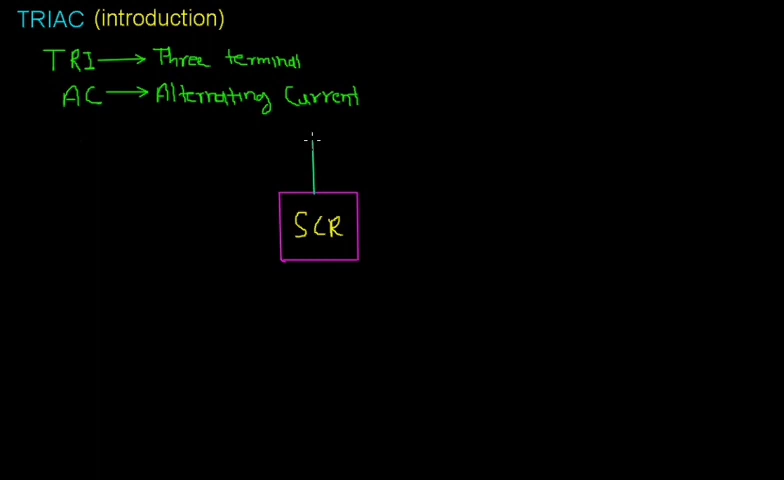 TRIAC (introduction)
TRI → Three terminal
AC → Alternating Current
SCR